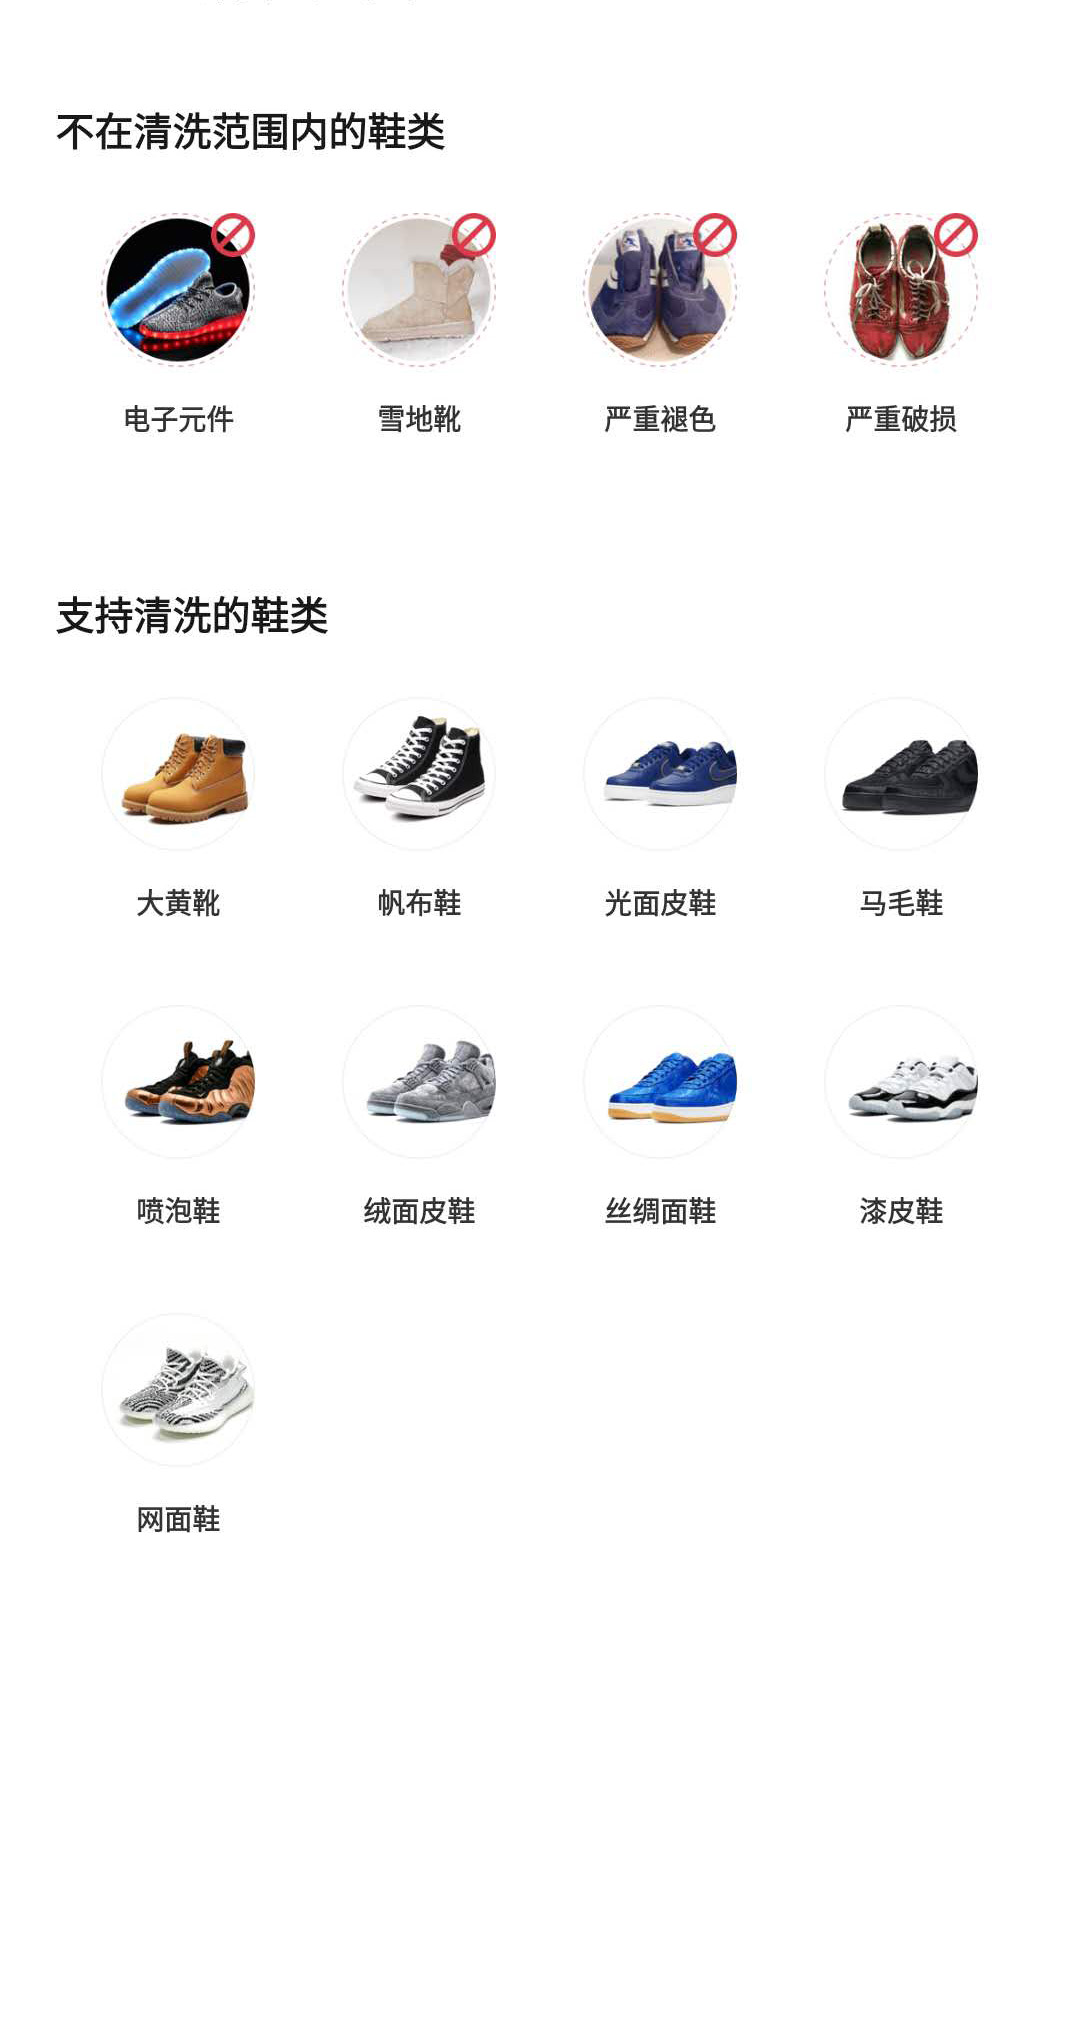 不在清洗范围内的鞋类
电子元件 雪地靴 严重褪色 严重破损
支持清洗的鞋类
大黄靴 帆布鞋 光面皮鞋 马毛鞋
喷泡鞋 绒面皮鞋 丝绸面鞋 漆皮鞋
网面鞋